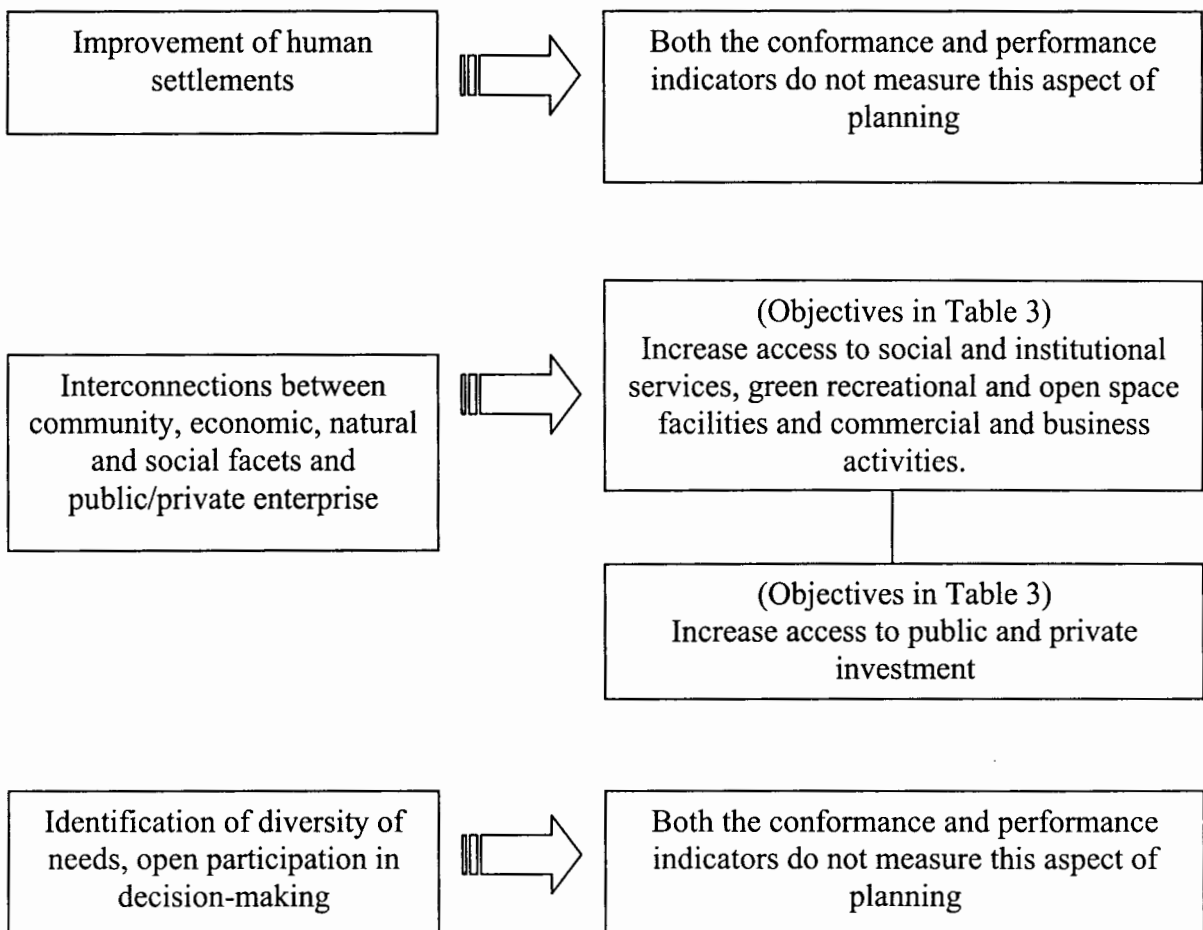 Improvement of human
settlements
Both the conformance and performance
indicators do not measure this aspect of
planning
Interconnections between
community, economic, natural
and social facets and
public/private enterprise
(Objectives in Table 3)
Increase access to social and institutional
services, green recreational and open space
facilities and commercial and business
activities.
(Objectives in Table 3)
Increase access to public and private
investment
Identification of diversity of
needs, open participation in
decision-making
Both the conformance and performance
indicators do not measure this aspect of
planning